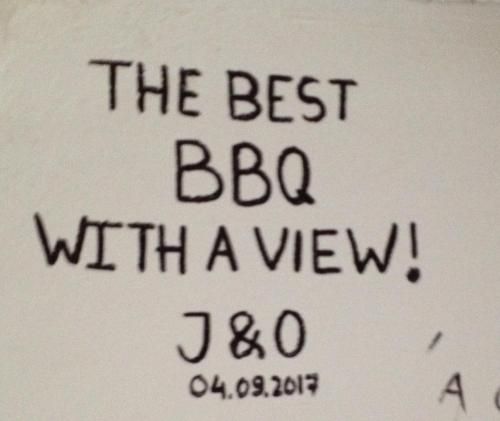 THE BEST
BBQ
WITH A VIEW!
J & O
04.09.2017
A